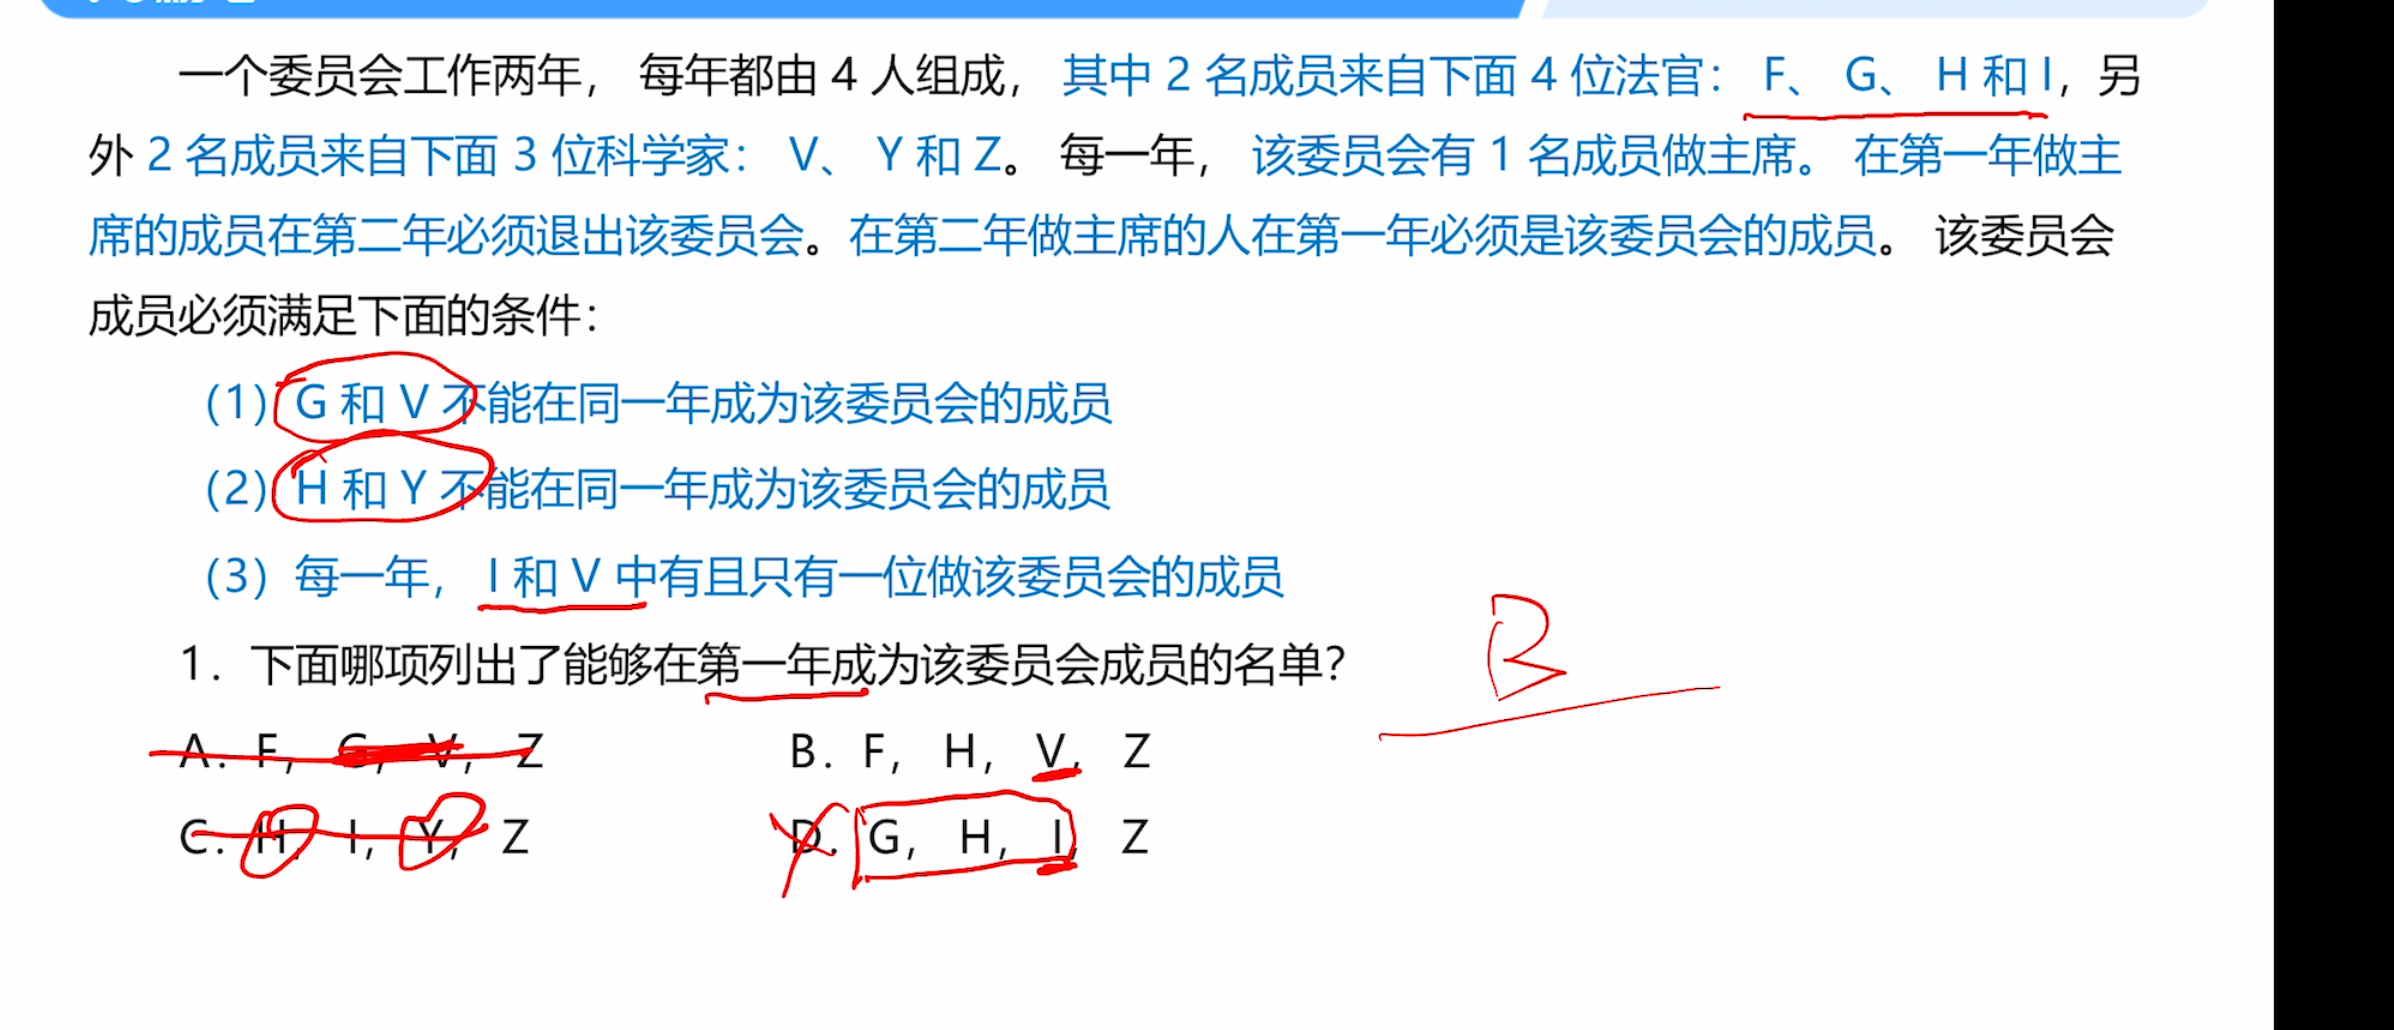 一个委员会工作两年， 每年都由 4 人组成， 其中 2 名成员来自下面 4 位法官： F、 G、 H 和 I，另
外 2 名成员来自下面 3 位科学家： V、 Y 和 Z。 每一年， 该委员会有 1 名成员做主席。 在第一年做主
席的成员在第二年必须退出该委员会。在第二年做主席的人在第一年必须是该委员会的成员。 该委员会
成员必须满足下面的条件：
（1）G 和 V 不能在同一年成为该委员会的成员
（2）H 和 Y 不能在同一年成为该委员会的成员
（3）每一年， I 和 V 中有且只有一位做该委员会的成员
B
1．下面哪项列出了能够在第一年成为该委员会成员的名单？
A．F， G， V， Z B．F， H， V， Z
C．H， I， Y， Z D．G， H， I， Z